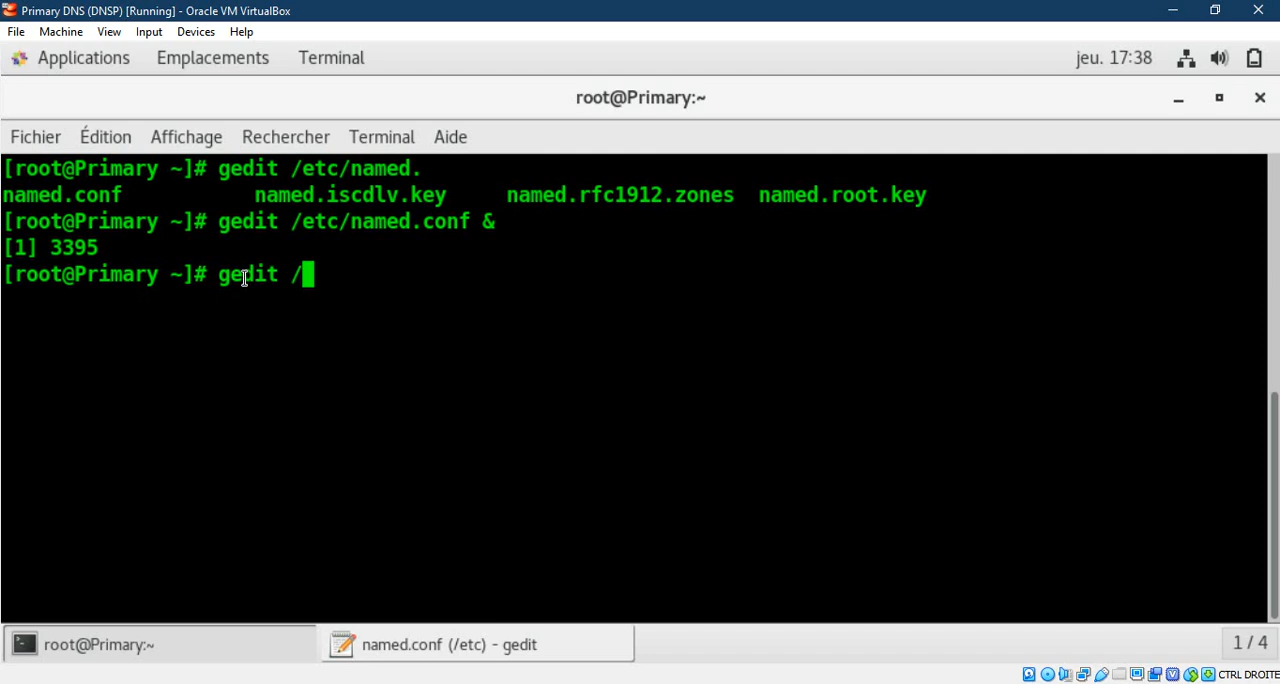 Primary DNS (DNSP) [Running] - Oracle VM VirtualBox
File Machine View Input Devices Help
Applications Emplacements Terminal jeu. 17:38
root@Primary:~
Fichier Édition Affichage Rechercher Terminal Aide
[root@Primary ~]# gedit /etc/named.
named.conf named.iscdlv.key named.rfc1912.zones named.root.key
[root@Primary ~]# gedit /etc/named.conf &
[1] 3395
[root@Primary ~]# gedit /
root@Primary:~ named.conf (/etc) - gedit 1 / 4
CTRL DROITE